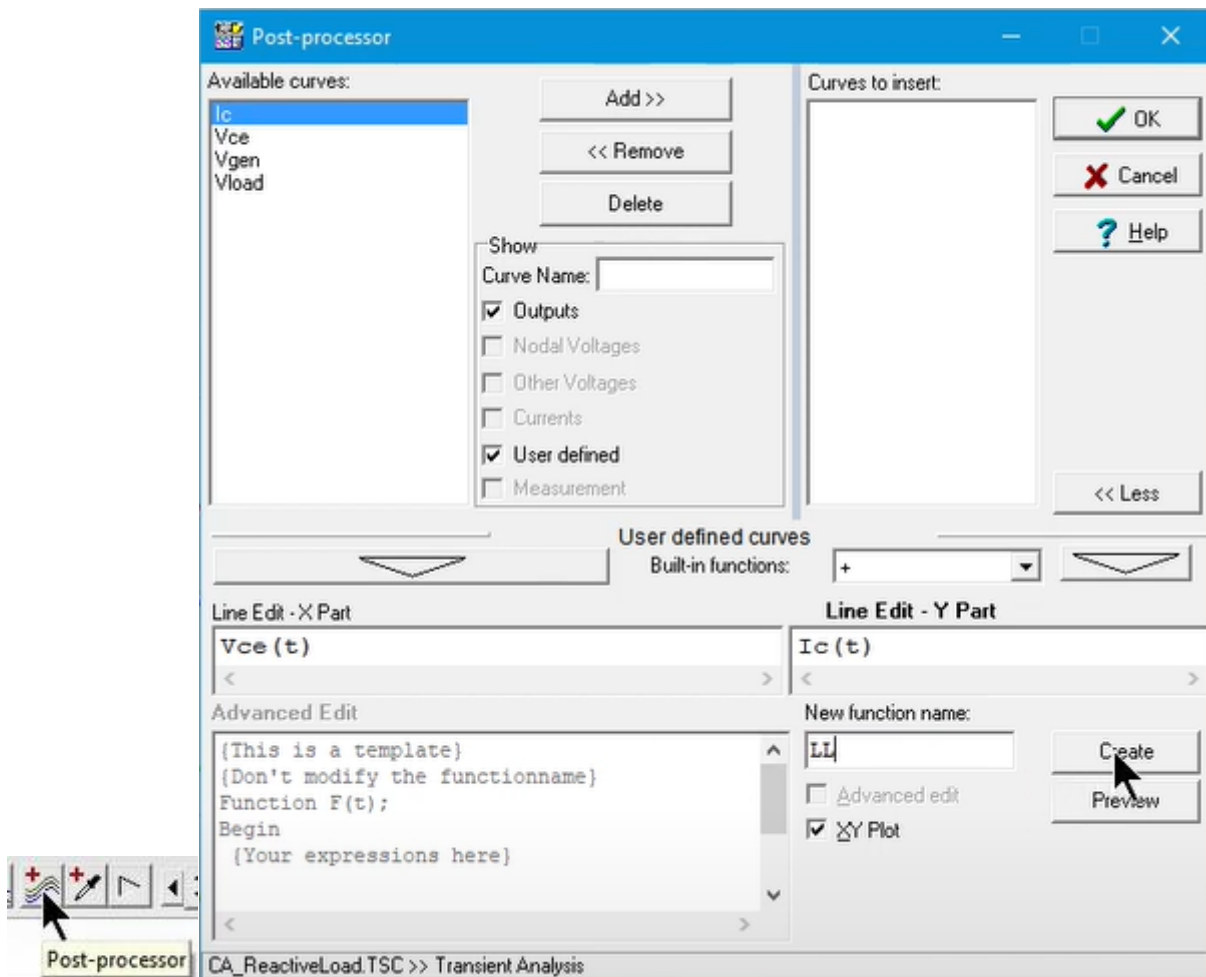 Post-processor
Available curves:
Ic
Vce
Vgen
Vload
Add >>
<< Remove
Delete
Show
Curve Name:
Outputs
Nodal Voltages
Other Voltages
Currents
User defined
Measurement
Curves to insert:
OK
Cancel
? Help
<< Less
User defined curves
Built-in functions:
+
Line Edit - X Part
Vce(t)
Line Edit - Y Part
Ic(t)
Advanced Edit
{This is a template}
{Don't modify the functionname}
Function F(t);
Begin
{Your expressions here}
New function name:
LL
Advanced edit
XY Plot
Create
Preview
Post-processor
CA_ReactiveLoad.TSC >> Transient Analysis